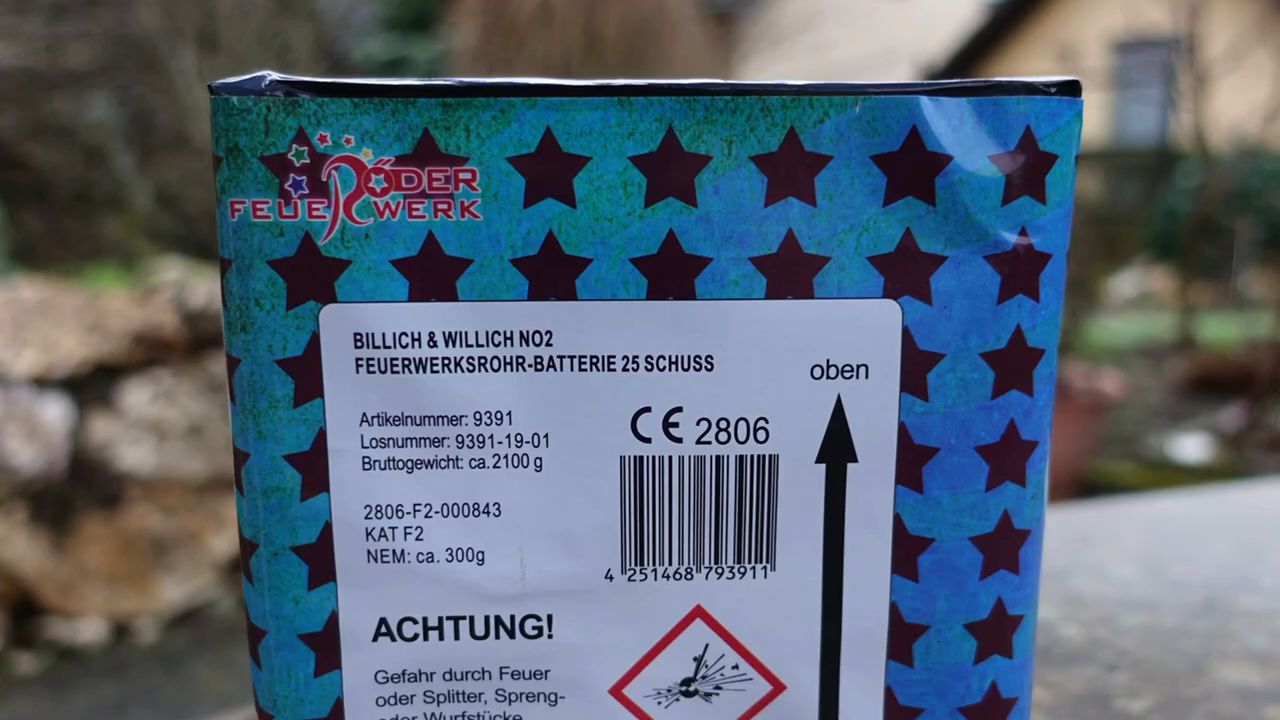 RÖDER
FEUERWERK
BILLICH & WILLICH NO2
FEUERWERKSROHR-BATTERIE 25 SCHUSS
oben
Artikelnummer: 9391
Losnummer: 9391-19-01
Bruttogewicht: ca.2100 g
CE 2806
2806-F2-000843
KAT F2
NEM: ca. 300g
4 251468 793911
ACHTUNG!
Gefahr durch Feuer
oder Splitter, Spreng-
oder Wurfstücke